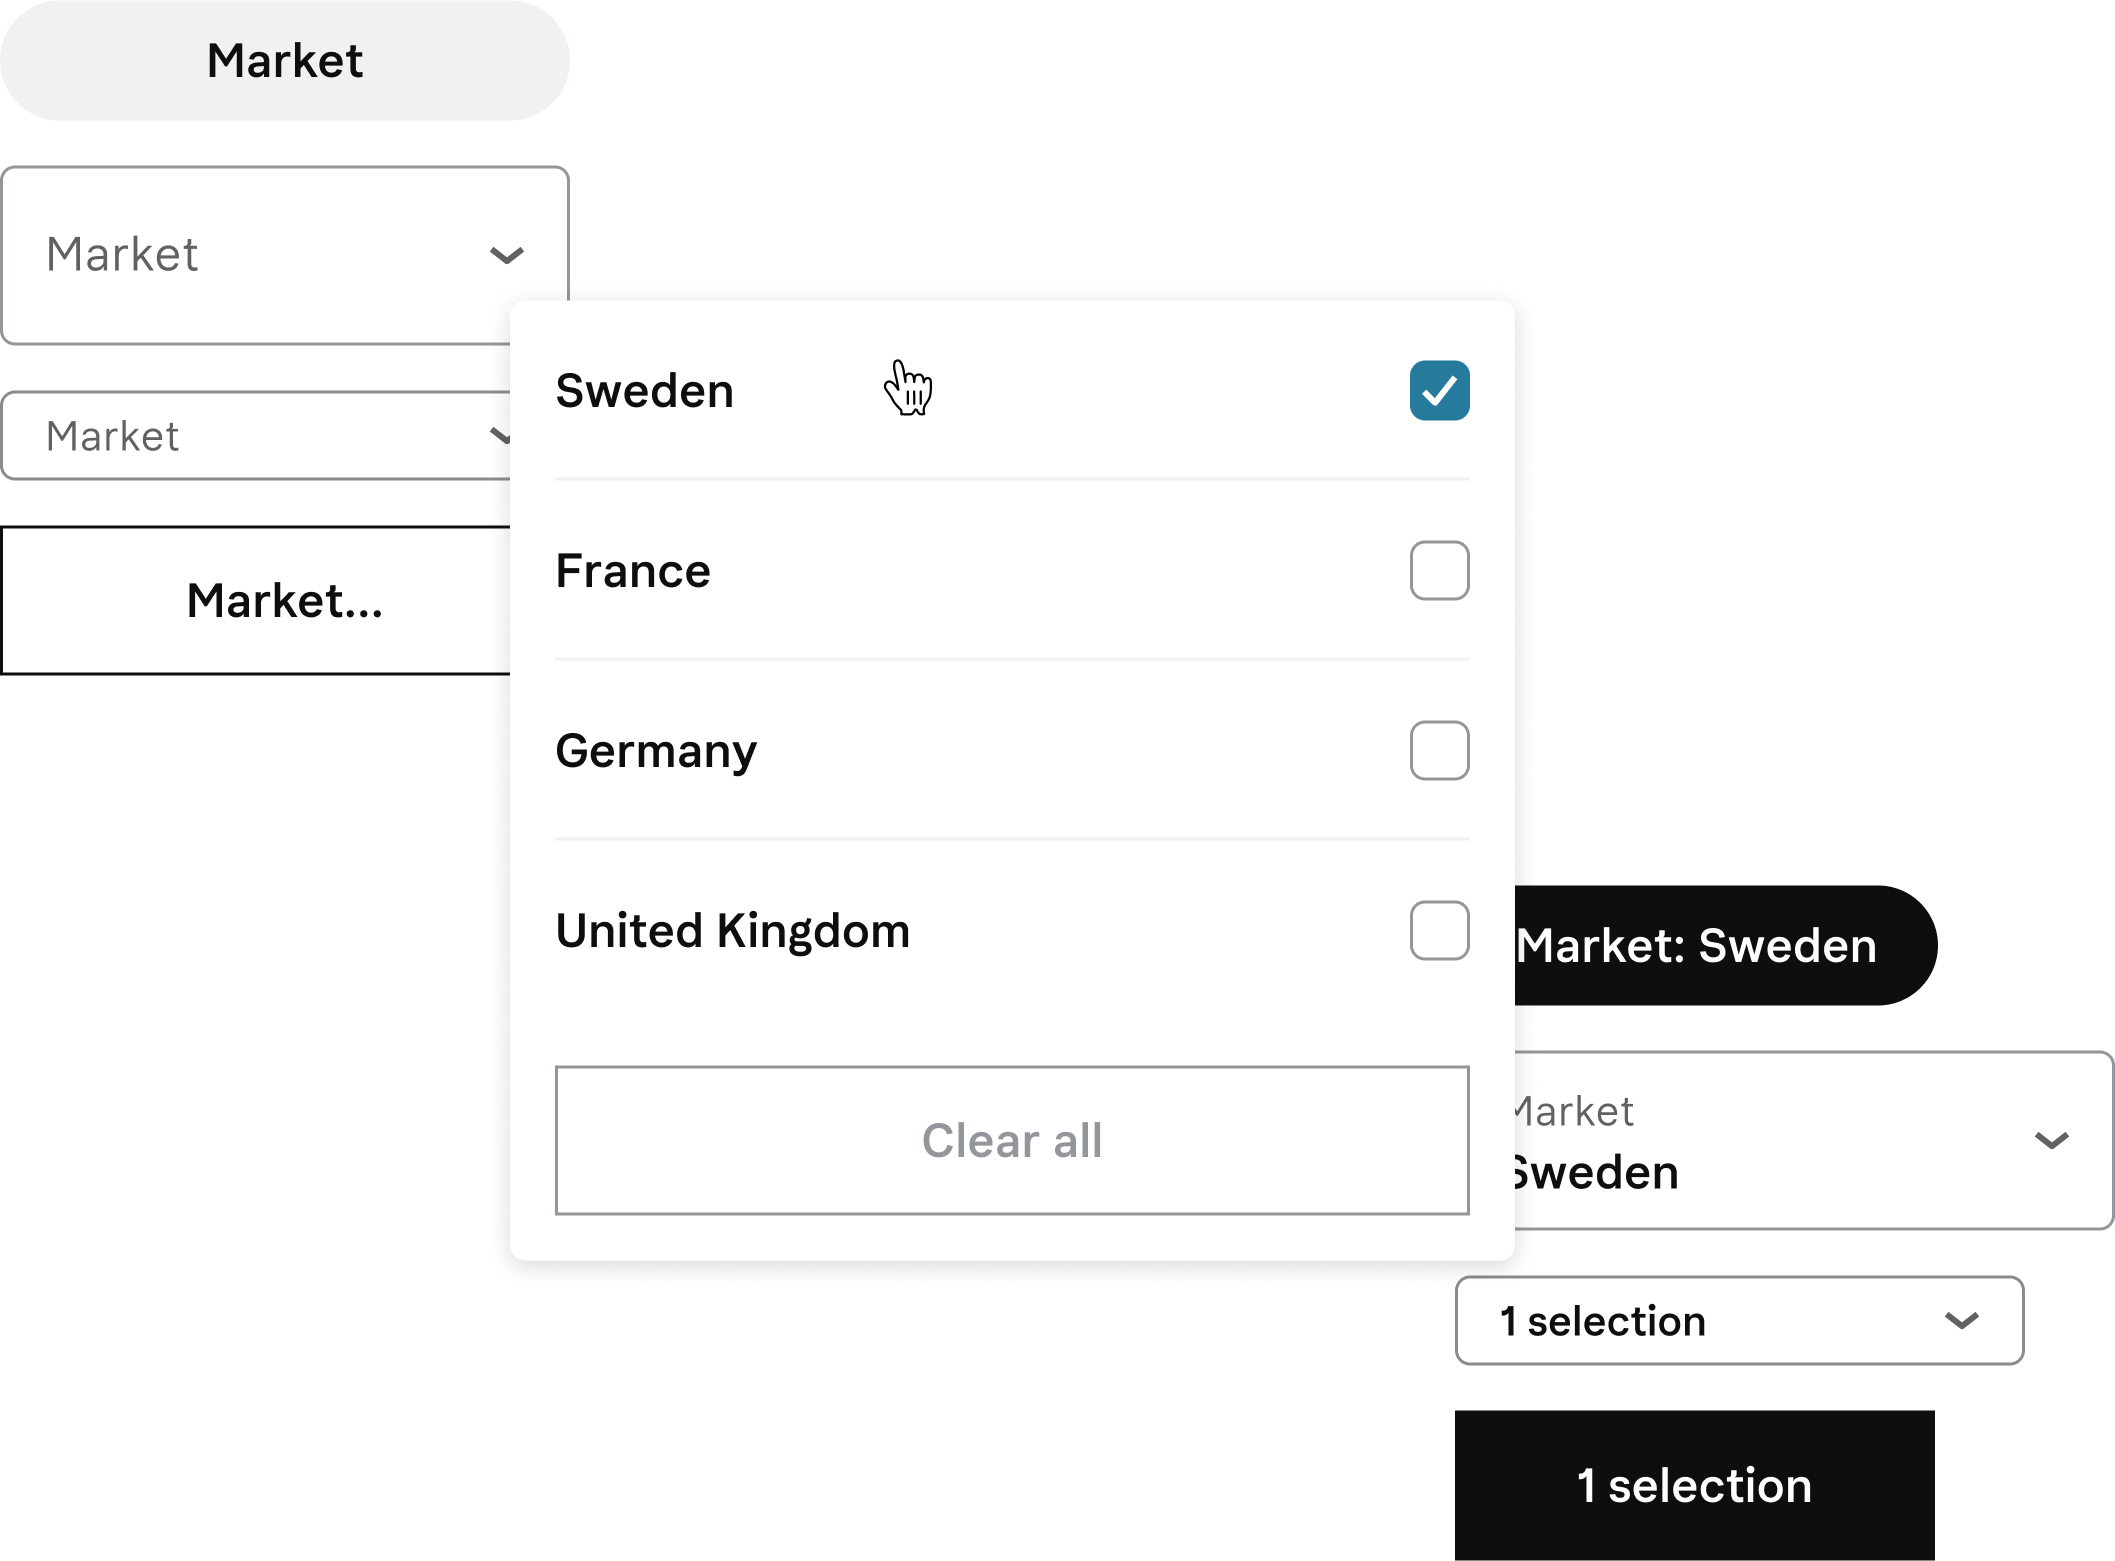 Market
Market
Market
Market...
Sweden
France
Germany
United Kingdom
Clear all
Market: Sweden
Market
Sweden
1 selection
1 selection